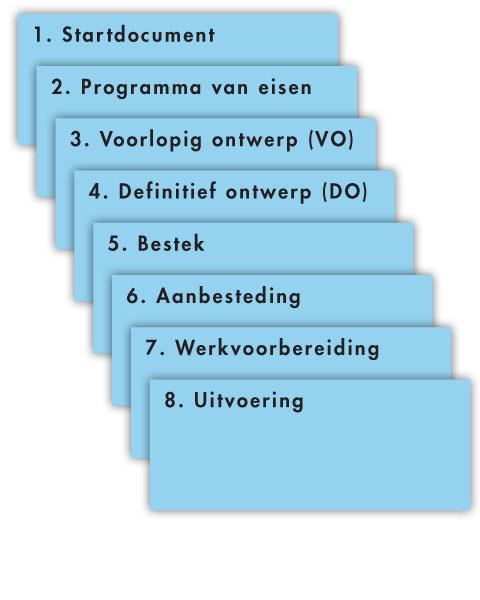 1. Startdocument
2. Programma van eisen
3. Voorlopig ontwerp (VO)
4. Definitief ontwerp (DO)
5. Bestek
6. Aanbesteding
7. Werkvoorbereiding
8. Uitvoering